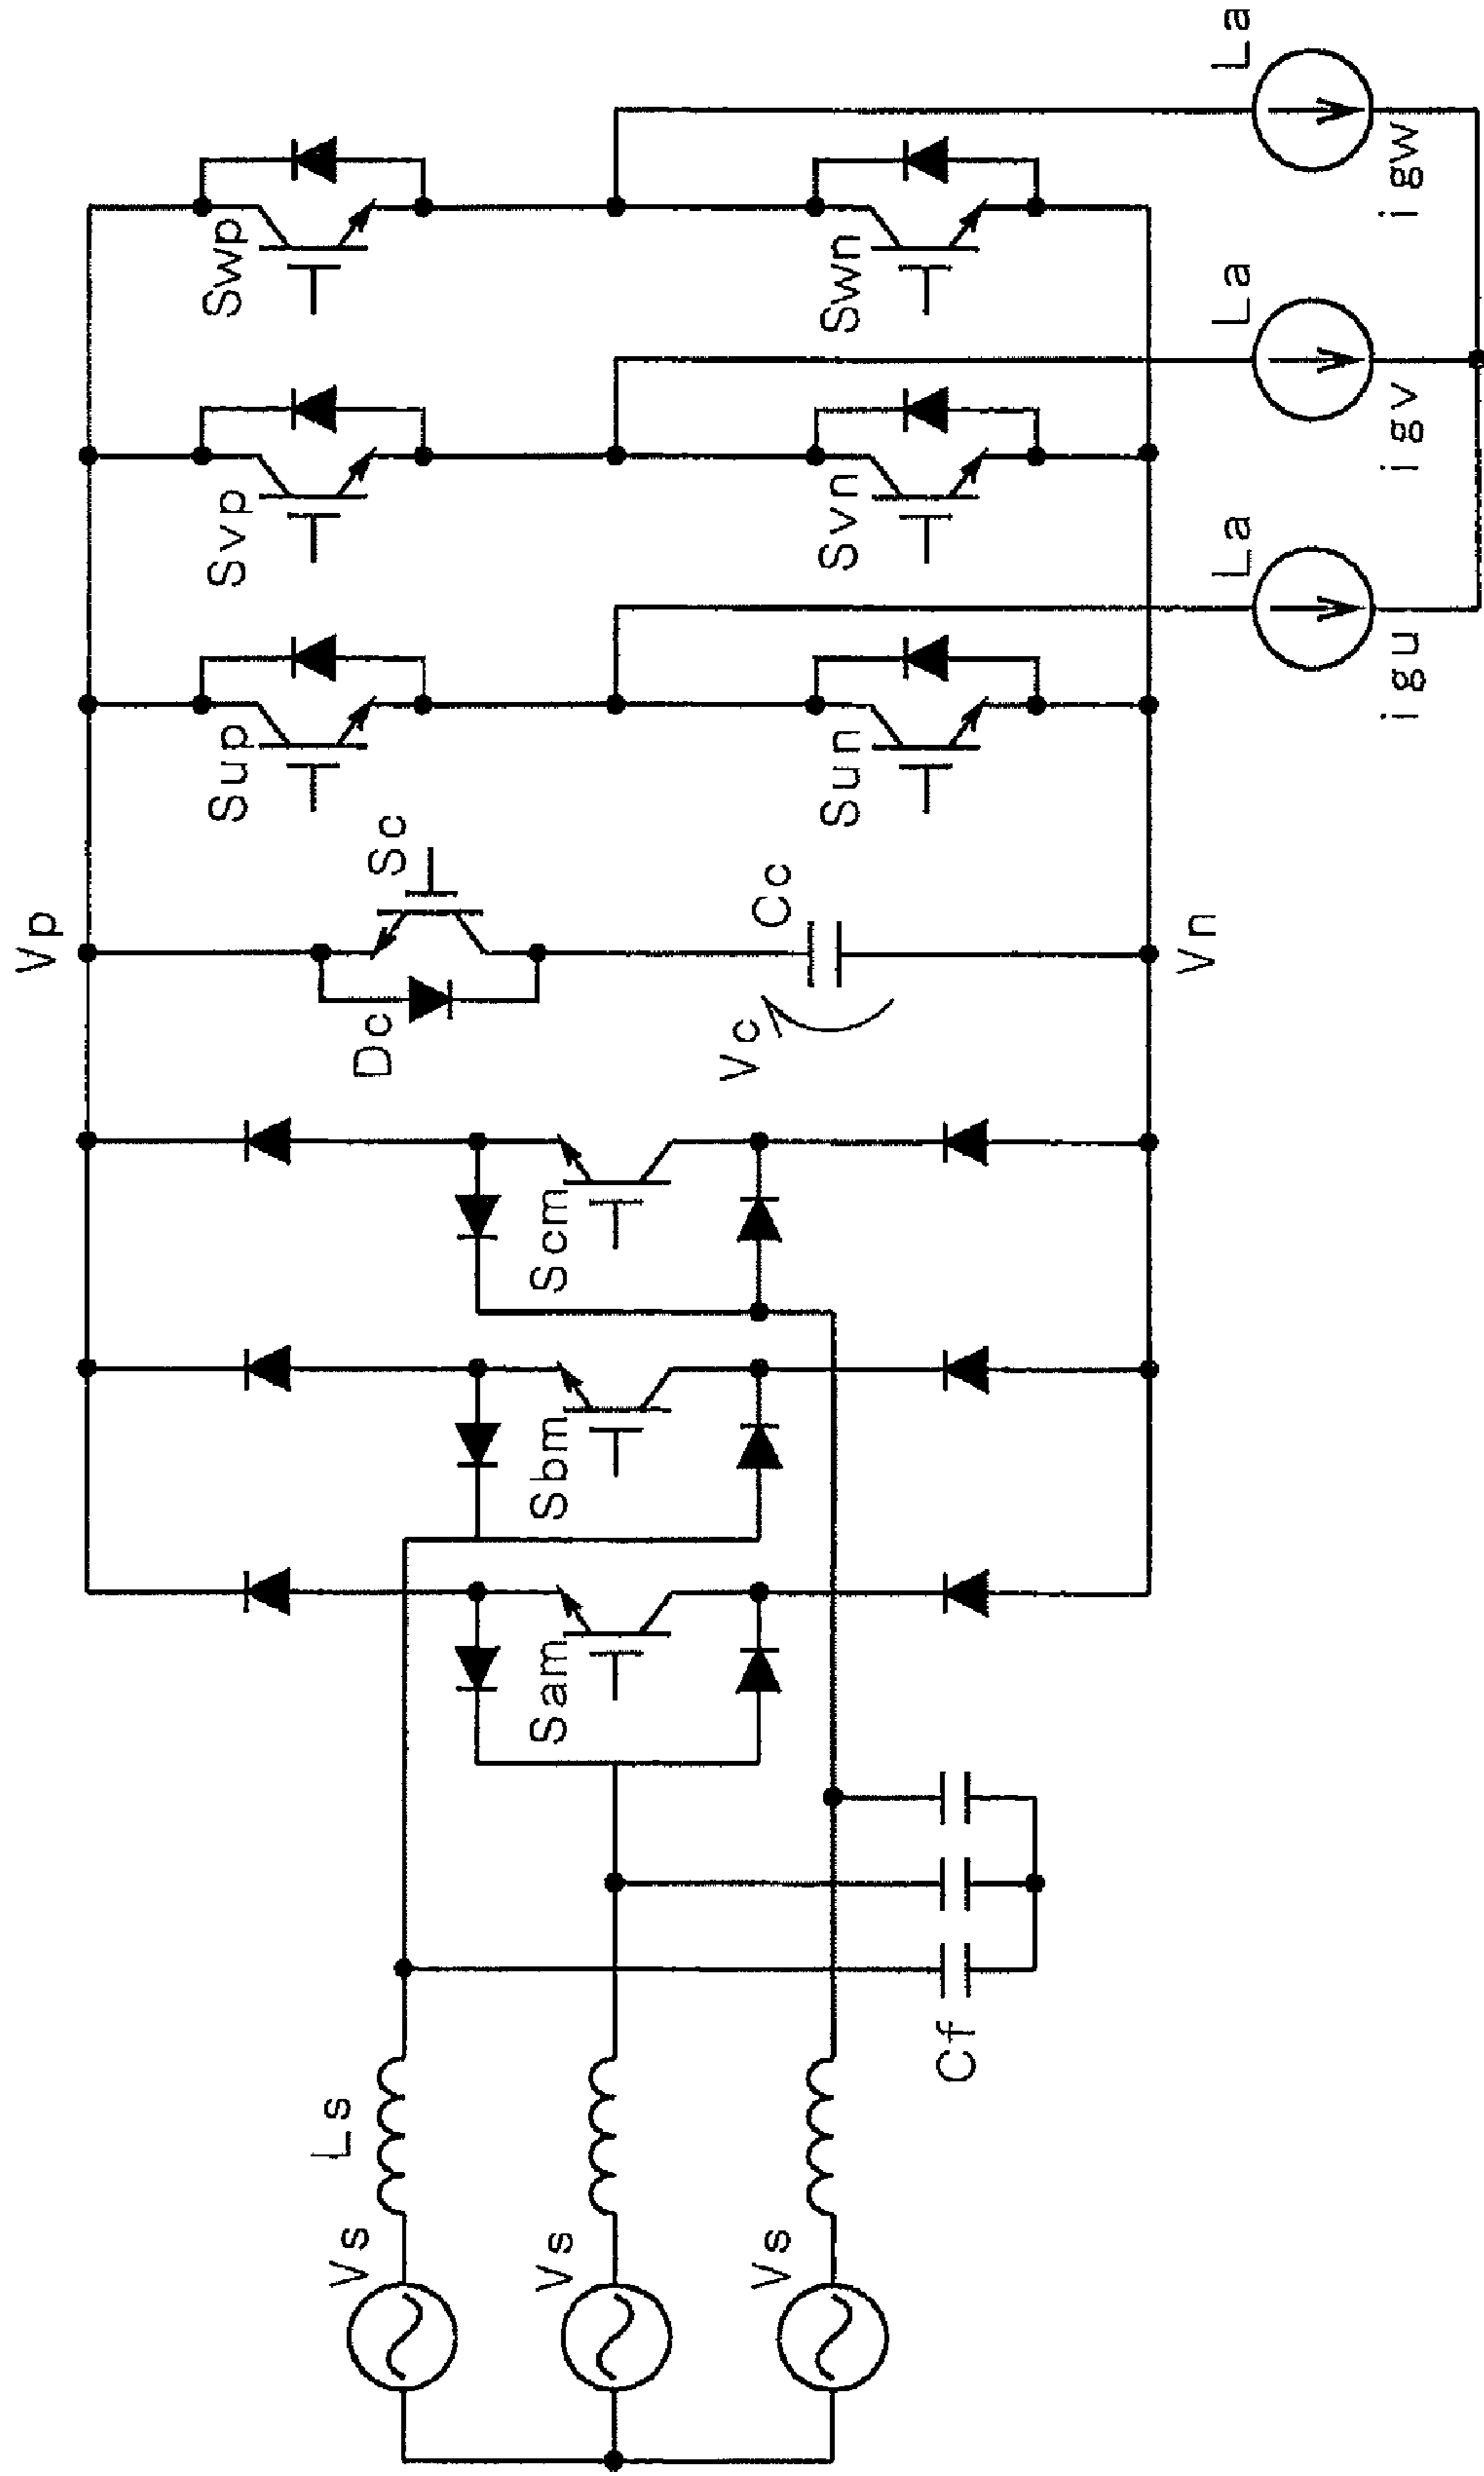 Vp
Sc
Dc
Cc
Vc
Vn
Sup
Svp
Swp
Sun
Svn
Swn
La
La
La
igu
igv
igw
Sam
Sbm
Scm
Ls
Vs
Vs
Vs
Cf